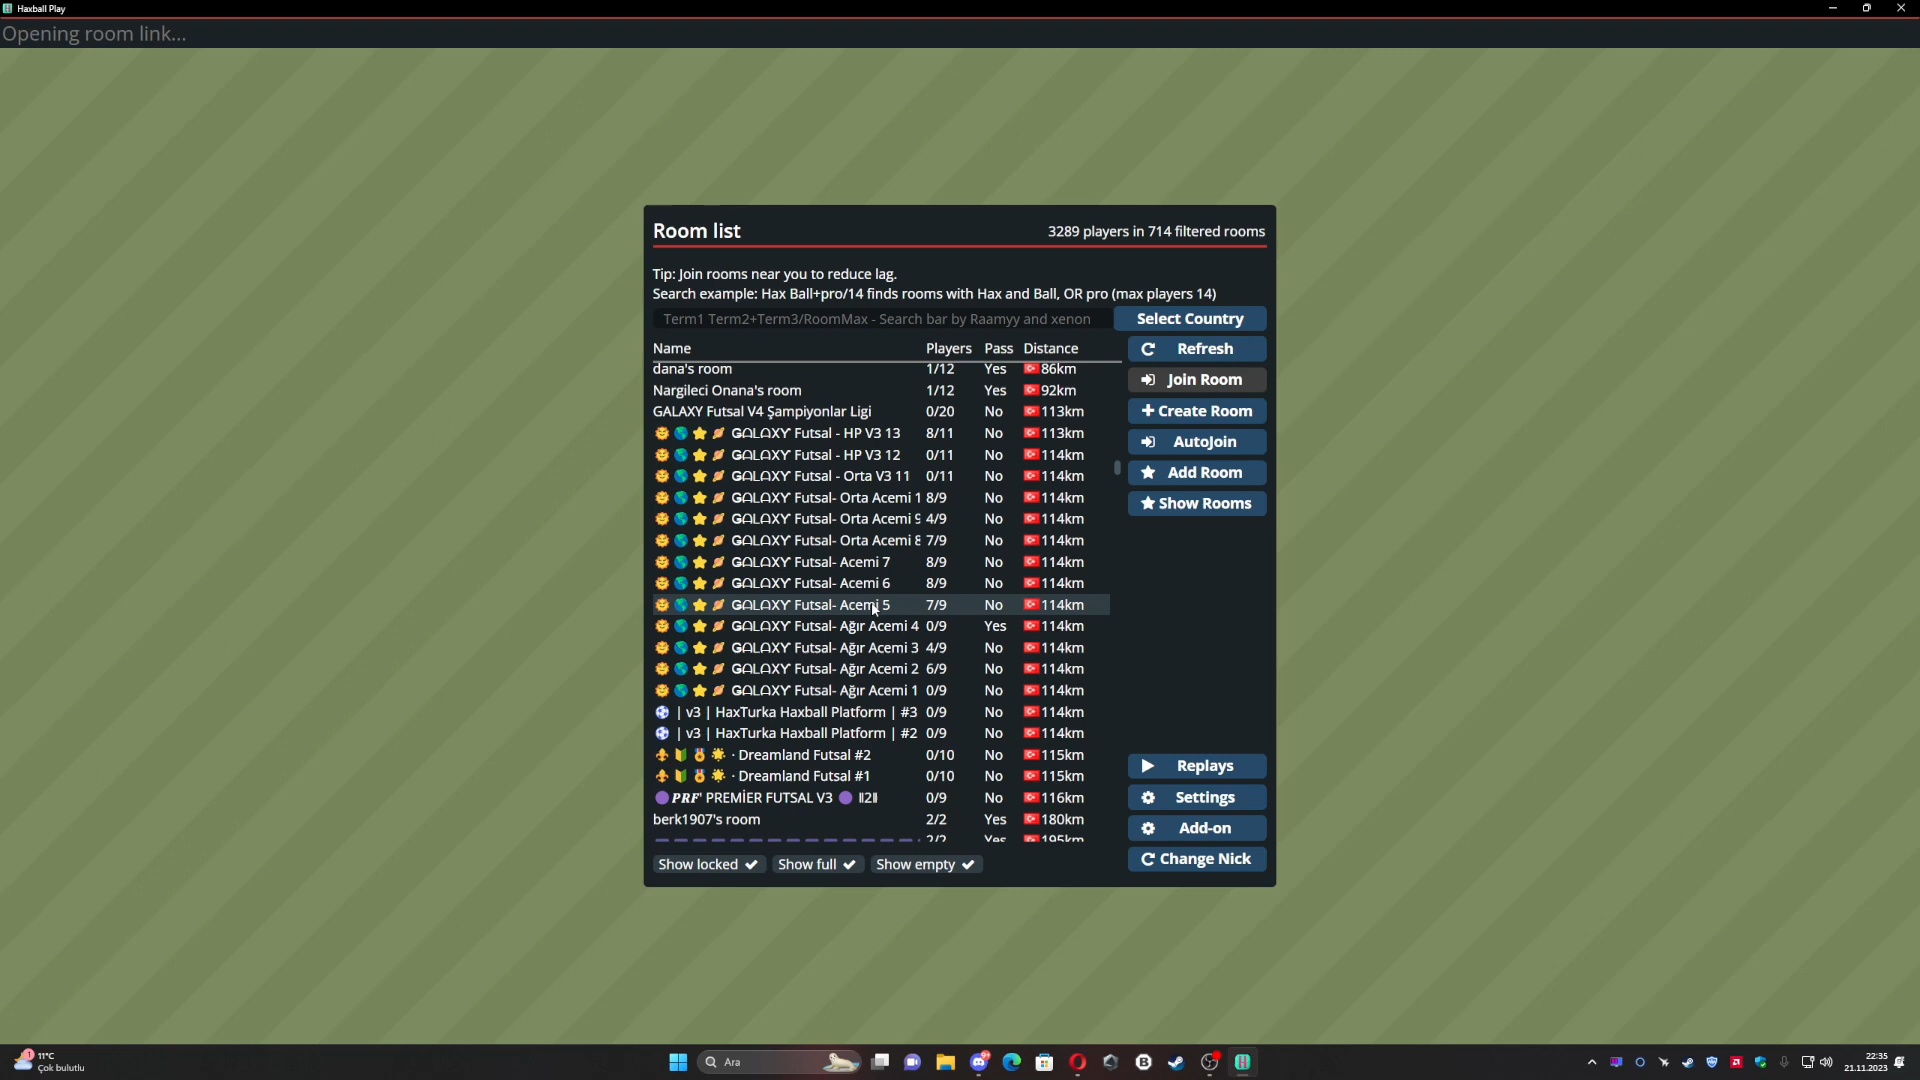 Haxball Play
Opening room link...
Room list
3289 players in 714 filtered rooms
Tip: Join rooms near you to reduce lag.
Search example: Hax Ball+pro/14 finds rooms with Hax and Ball, OR pro (max players 14)
Term1 Term2+Term3/RoomMax - Search bar by Raamyy and xenon
Select Country
Name Players Pass Distance
Refresh
dana's room 1/12 Yes 86km
Join Room
Nargileci Onana's room 1/12 Yes 92km
GALAXY Futsal V4 Şampiyonlar Ligi 0/20 No 113km
Create Room
GALAXY Futsal - HP V3 13 8/11 No 113km
AutoJoin
GALAXY Futsal - HP V3 12 0/11 No 114km
GALAXY Futsal - Orta V3 11 0/11 No 114km
Add Room
GALAXY Futsal- Orta Acemi 1 8/9 No 114km
Show Rooms
GALAXY Futsal- Orta Acemi 9 4/9 No 114km
GALAXY Futsal- Orta Acemi 8 7/9 No 114km
GALAXY Futsal- Acemi 7 8/9 No 114km
GALAXY Futsal- Acemi 6 8/9 No 114km
GALAXY Futsal- Acemi 5 7/9 No 114km
GALAXY Futsal- Ağır Acemi 4 0/9 Yes 114km
GALAXY Futsal- Ağır Acemi 3 4/9 No 114km
GALAXY Futsal- Ağır Acemi 2 6/9 No 114km
GALAXY Futsal- Ağır Acemi 1 0/9 No 114km
| v3 | HaxTurka Haxball Platform | #3 0/9 No 114km
| v3 | HaxTurka Haxball Platform | #2 0/9 No 114km
· Dreamland Futsal #2 0/10 No 115km
Replays
· Dreamland Futsal #1 0/10 No 115km
PRF' PREMİER FUTSAL V3 ‖2‖ 0/9 No 116km
Settings
berk1907's room 2/2 Yes 180km
Add-on
2/2 Yes 195km
Show locked Show full Show empty
Change Nick
11°C
Çok bulutlu
Ara
22:35
21.11.2023